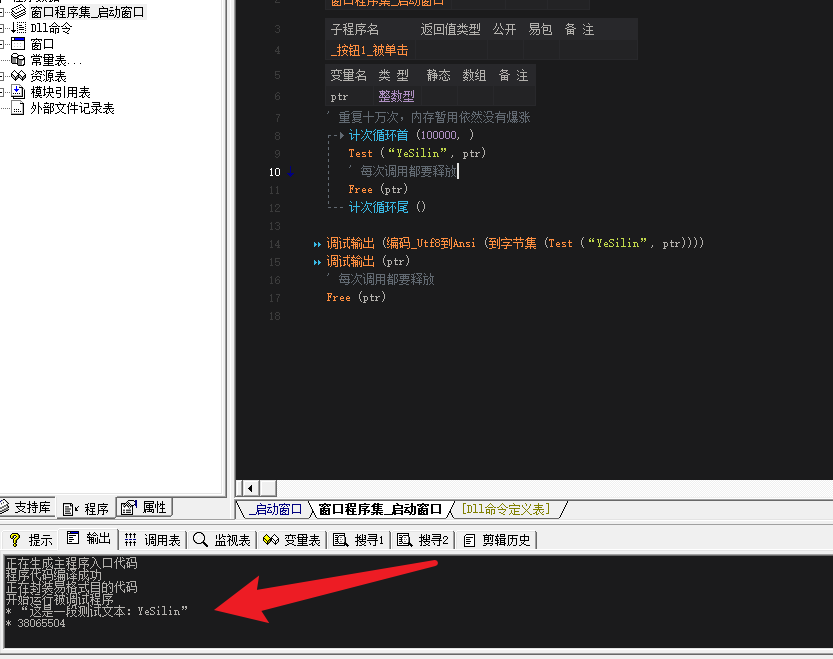 窗口程序集_启动窗口
Dll命令
窗口
常量表...
资源表
模块引用表
外部文件记录表
支持库 程序 属性
窗口程序集_启动窗口
3 子程序名 返回值类型 公开 易包 备 注
4 _按钮1_被单击
5 变量名 类 型 静态 数组 备 注
6 ptr 整数型
7 ' 重复十万次，内存暂用依然没有爆涨
8 计次循环首 (100000, )
9 Test (“YeSilin”, ptr)
10 ' 每次调用都要释放
11 Free (ptr)
12 计次循环尾 ()
13
14 调试输出 (编码_Utf8到Ansi (到字节集 (Test (“YeSilin”, ptr))))
15 调试输出 (ptr)
16 ' 每次调用都要释放
17 Free (ptr)
18
_启动窗口 窗口程序集_启动窗口 [Dll命令定义表]
提示 输出 调用表 监视表 变量表 搜寻1 搜寻2 剪辑历史
正在生成主程序入口代码
程序代码编译成功
正在封装易格式目的代码
开始运行被调试程序
* “这是一段测试文本：YeSilin”
* 38065504